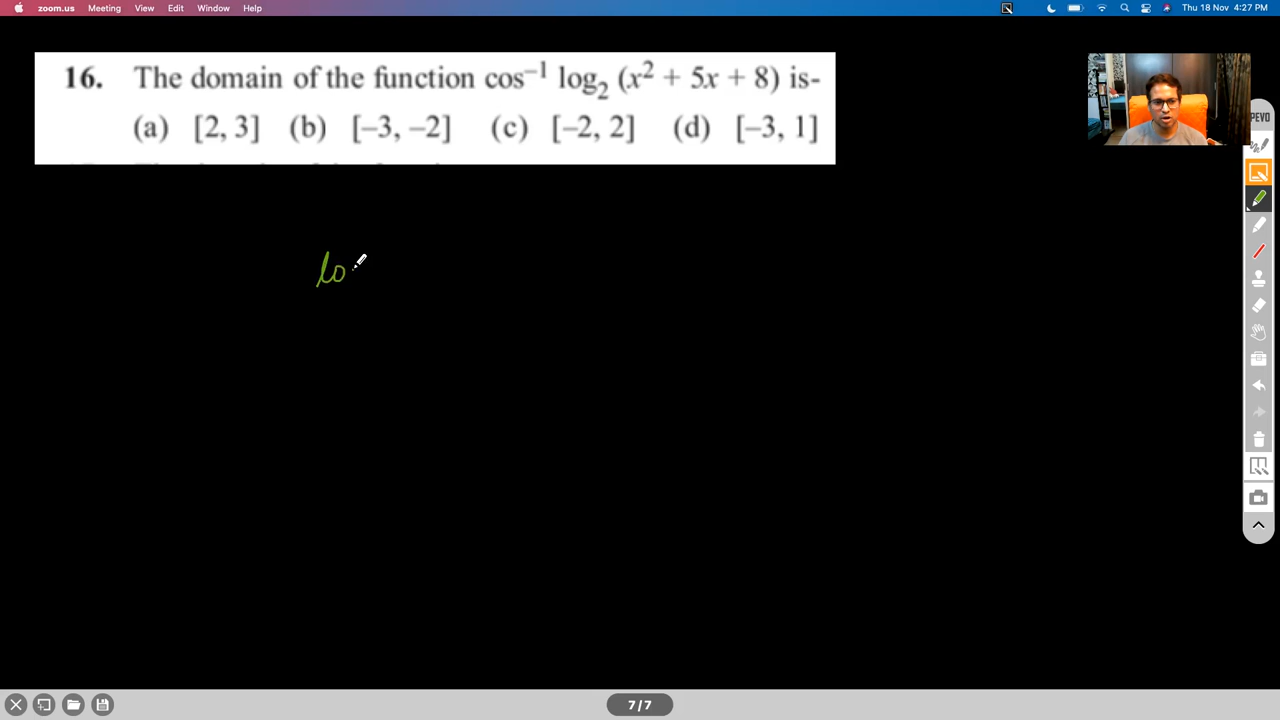 zoom.us Meeting View Edit Window Help Thu 18 Nov 4:27 PM
16. The domain of the function cos⁻¹ log₂ (x² + 5x + 8) is-
(a) [2, 3] (b) [–3, –2] (c) [–2, 2] (d) [–3, 1]
lo
7/7